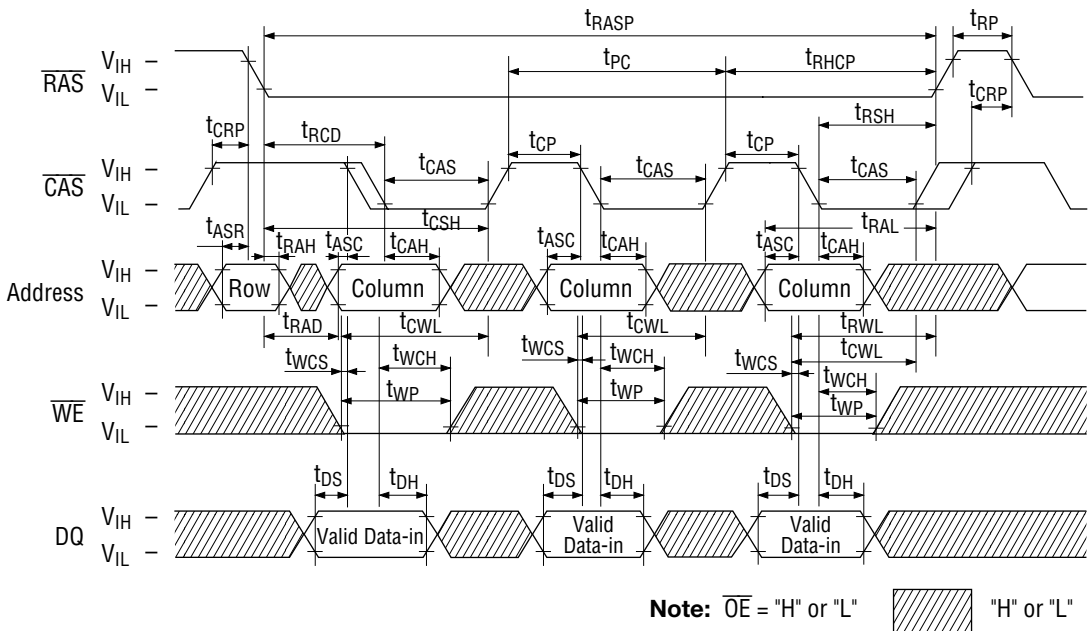 tRASP tRP
RAS VIH VIL tPC tRHCP
tCRP tRCD tRSH tCRP
CAS VIH VIL tCAS tCP tCAS tCP tCAS
tCSH tRAL
tASR tRAH tASC tCAH tASC tCAH tASC tCAH
Address VIH VIL Row Column Column Column
tRAD tCWL tCWL tRWL
tCWL
tWCS tWCH tWCS tWCH tWCS tWCH
WE VIH VIL tWP tWP tWP
tDS tDH tDS tDH tDS tDH
DQ VIH VIL Valid Data-in Valid Data-in Valid Data-in
Note: OE = "H" or "L" "H" or "L"